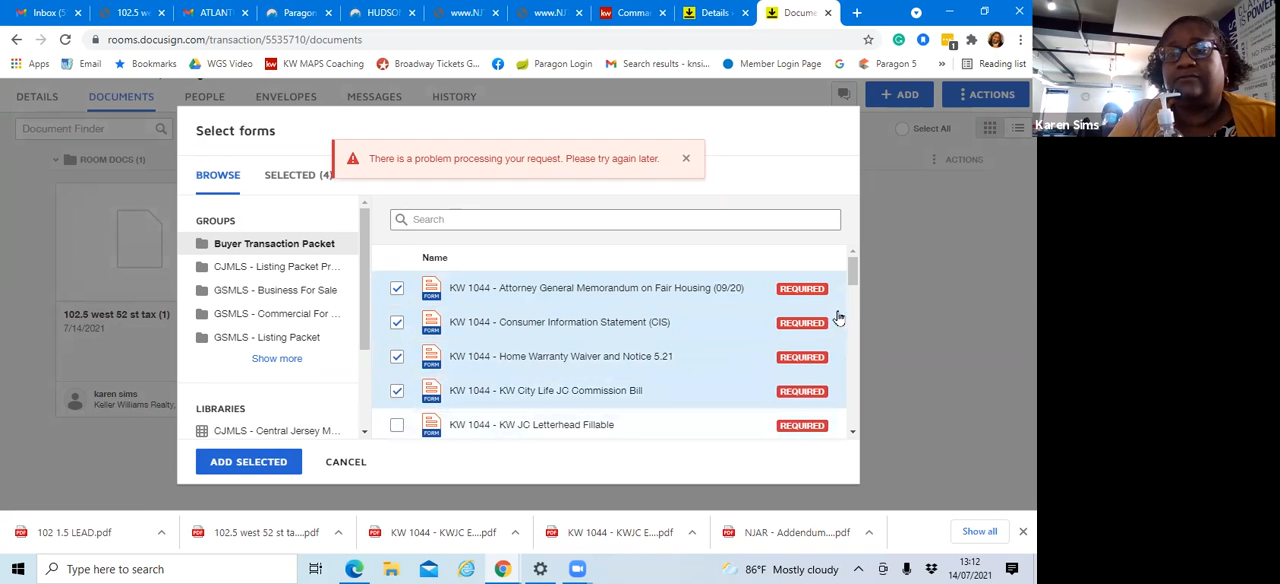 Inbox (5
102.5 we
ATLANT
Paragon
HUDSON
www.NJ
www.NJ
Comma
Details
Docume
rooms.docusign.com/transaction/5535710/documents
Apps
Email
Bookmarks
WGS Video
KW MAPS Coaching
Broadway Tickets G...
Paragon Login
Search results - knsi...
Member Login Page
Paragon 5
»
Reading list
DETAILS
DOCUMENTS
PEOPLE
ENVELOPES
MESSAGES
HISTORY
+ ADD
ACTIONS
Document Finder
Select All
ROOM DOCS (1)
ACTIONS
102.5 west 52 st tax (1)
7/14/2021
karen sims
Keller Williams Realty,
Select forms
There is a problem processing your request. Please try again later.
BROWSE
SELECTED (4)
GROUPS
Buyer Transaction Packet
CJMLS - Listing Packet Pr...
GSMLS - Business For Sale
GSMLS - Commercial For ...
GSMLS - Listing Packet
Show more
LIBRARIES
CJMLS - Central Jersey M...
Search
Name
FORM KW 1044 - Attorney General Memorandum on Fair Housing (09/20) REQUIRED
FORM KW 1044 - Consumer Information Statement (CIS) REQUIRED
FORM KW 1044 - Home Warranty Waiver and Notice 5.21 REQUIRED
FORM KW 1044 - KW City Life JC Commission Bill REQUIRED
FORM KW 1044 - KW JC Letterhead Fillable REQUIRED
ADD SELECTED
CANCEL
Karen Sims
102 1.5 LEAD.pdf
102.5 west 52 st ta....pdf
KW 1044 - KWJC E....pdf
KW 1044 - KWJC E....pdf
NJAR - Addendum....pdf
Show all
Type here to search
86°F Mostly cloudy
13:12
14/07/2021